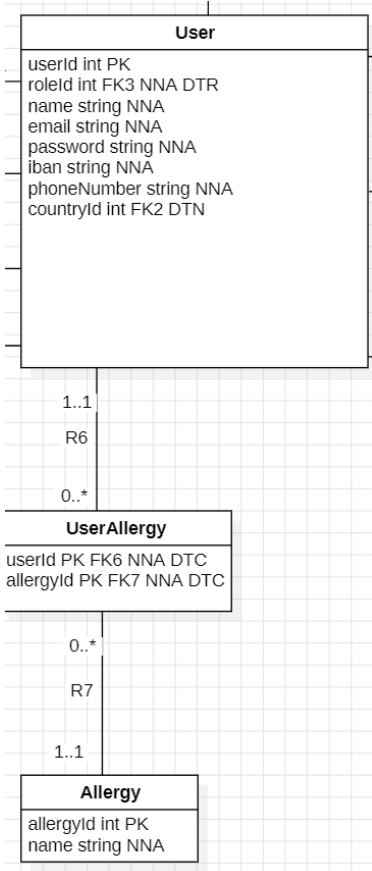 User
userId int PK
roleId int FK3 NNA DTR
name string NNA
email string NNA
password string NNA
iban string NNA
phoneNumber string NNA
countryId int FK2 DTN
1..1
R6
0..*
UserAllergy
userId PK FK6 NNA DTC
allergyId PK FK7 NNA DTC
0..*
R7
1..1
Allergy
allergyId int PK
name string NNA